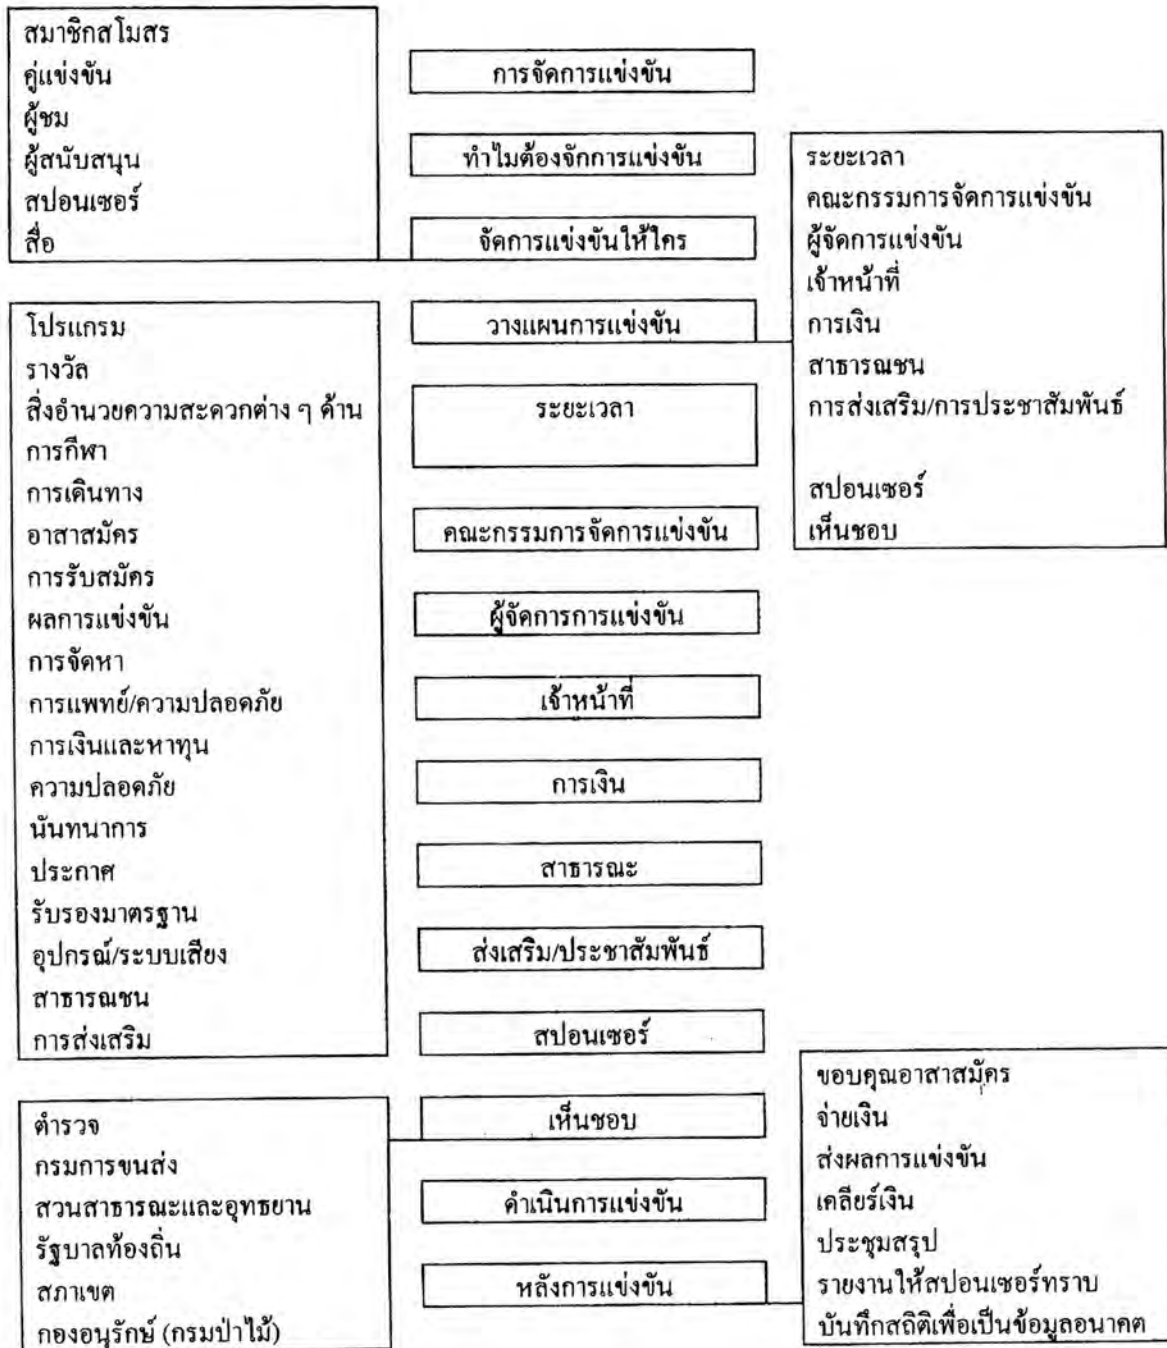 สมาชิกสโมสร
คู่แข่งขัน
ผู้ชม
ผู้สนับสนุน
สปอนเซอร์
สื่อ
โปรแกรม
รางวัล
สิ่งอำนวยความสะดวกต่าง ๆ ด้าน
การกีฬา
การเดินทาง
อาสาสมัคร
การรับสมัคร
ผลการแข่งขัน
การจัดหา
การแพทย์/ความปลอดภัย
การเงินและหาทุน
ความปลอดภัย
นันทนาการ
ประกาศ
รับรองมาตรฐาน
อุปกรณ์/ระบบเสียง
สาธารณชน
การส่งเสริม
ตำรวจ
กรมการขนส่ง
สวนสาธารณะและอุทธยาน
รัฐบาลท้องถิ่น
สภาเขต
กองอนุรักษ์ (กรมป่าไม้)
การจัดการแข่งขัน
ทำไมต้องจักการแข่งขัน
จัดการแข่งขันให้ใคร
วางแผนการแข่งขัน
ระยะเวลา
คณะกรรมการจัดการแข่งขัน
ผู้จัดการการแข่งขัน
เจ้าหน้าที่
การเงิน
สาธารณะ
ส่งเสริม/ประชาสัมพันธ์
สปอนเซอร์
เห็นชอบ
ดำเนินการแข่งขัน
หลังการแข่งขัน
ระยะเวลา
คณะกรรมการจัดการแข่งขัน
ผู้จัดการแข่งขัน
เจ้าหน้าที่
การเงิน
สาธารณชน
การส่งเสริม/การประชาสัมพันธ์
สปอนเซอร์
เห็นชอบ
ขอบคุณอาสาสมัคร
จ่ายเงิน
ส่งผลการแข่งขัน
เคลียร์เงิน
ประชุมสรุป
รายงานให้สปอนเซอร์ทราบ
บันทึกสถิติเพื่อเป็นข้อมูลอนาคต